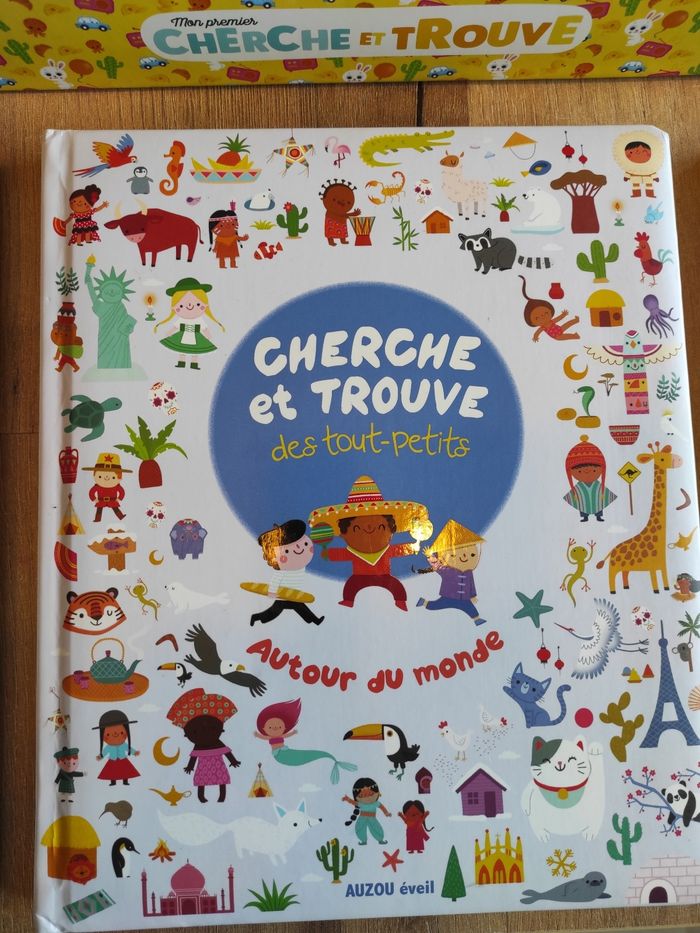 Mon premier
CHERCHE ET TROUVE
CHERCHE
et TROUVE
des tout-petits
Autour du monde
AUZOU éveil